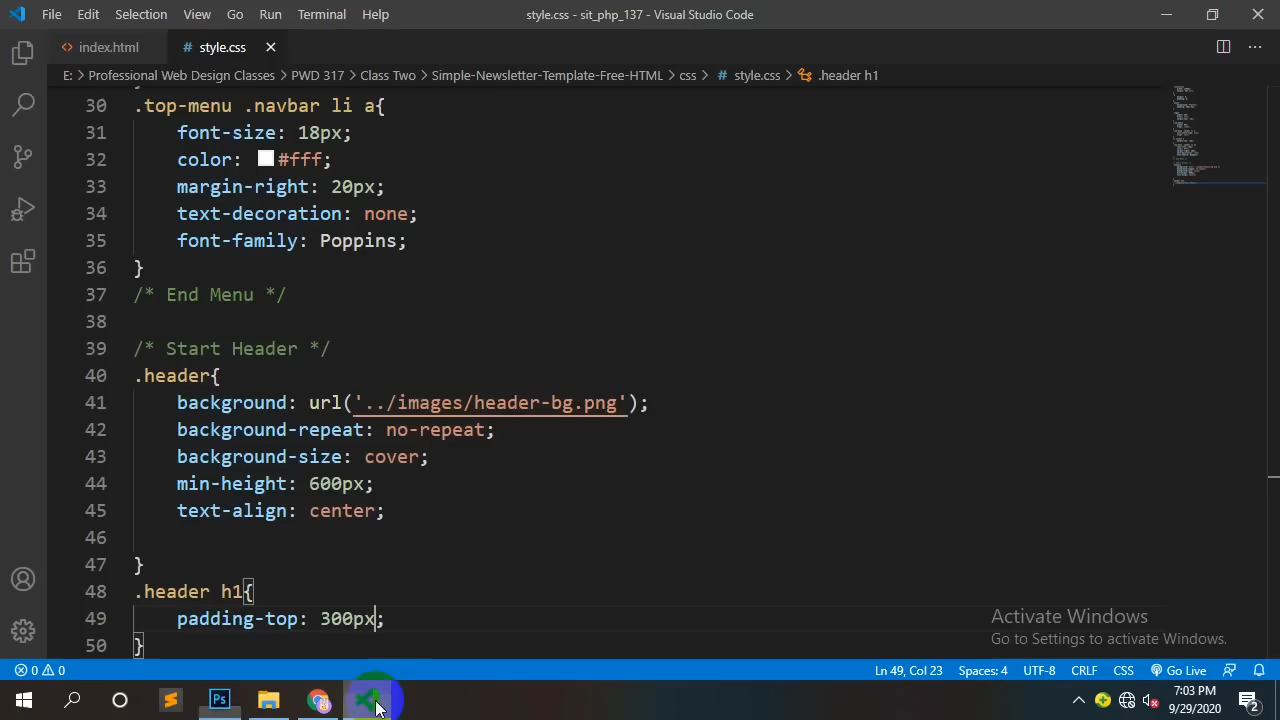 File Edit Selection View Go Run Terminal Help style.css - sit_php_137 - Visual Studio Code
<> index.html # style.css
E: > Professional Web Design Classes > PWD 317 > Class Two > Simple-Newsletter-Template-Free-HTML > css > # style.css > .header h1
30 .top-menu .navbar li a{
31 font-size: 18px;
32 color: #fff;
33 margin-right: 20px;
34 text-decoration: none;
35 font-family: Poppins;
36 }
37 /* End Menu */
38
39 /* Start Header */
40 .header{
41 background: url('../images/header-bg.png');
42 background-repeat: no-repeat;
43 background-size: cover;
44 min-height: 600px;
45 text-align: center;
46
47 }
48 .header h1{
49 padding-top: 300px;
50 }
Activate Windows
Go to Settings to activate Windows.
0 0 Ln 49, Col 23 Spaces: 4 UTF-8 CRLF CSS Go Live
Ps
7:03 PM
9/29/2020
2